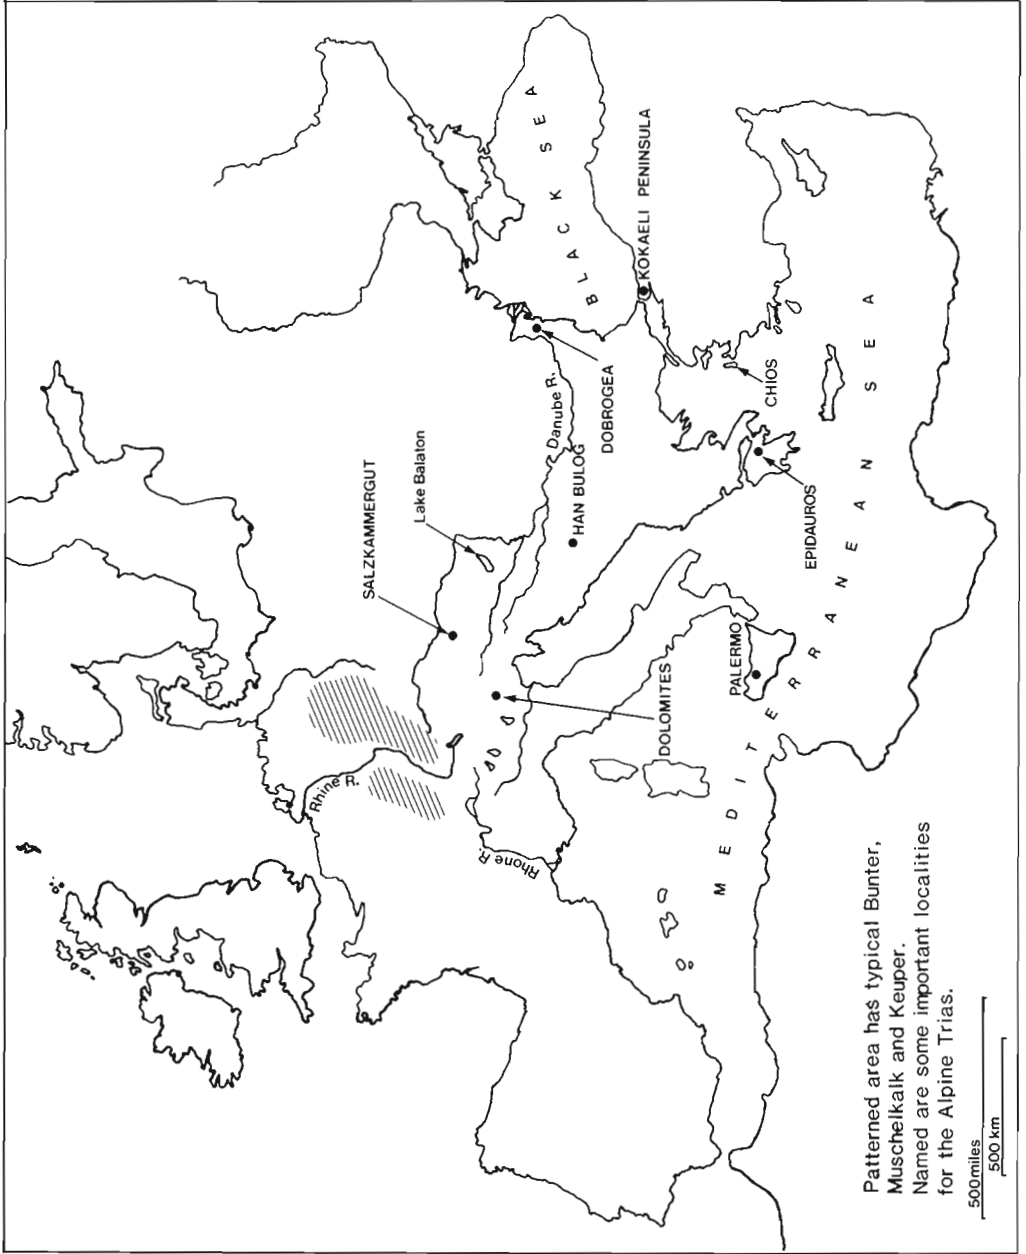 BLACK SEA
KOKAELI PENINSULA
DOBROGEA
Danube R.
CHIOS
SALZKAMMERGUT
Lake Balaton
HAN BULOG
EPIDAUROS
MEDITERRANEAN SEA
PALERMO
DOLOMITES
Rhine R.
Rhone R.
Patterned area has typical Bunter,
Muschelkalk and Keuper.
Named are some important localities
for the Alpine Trias.
500miles
500 km